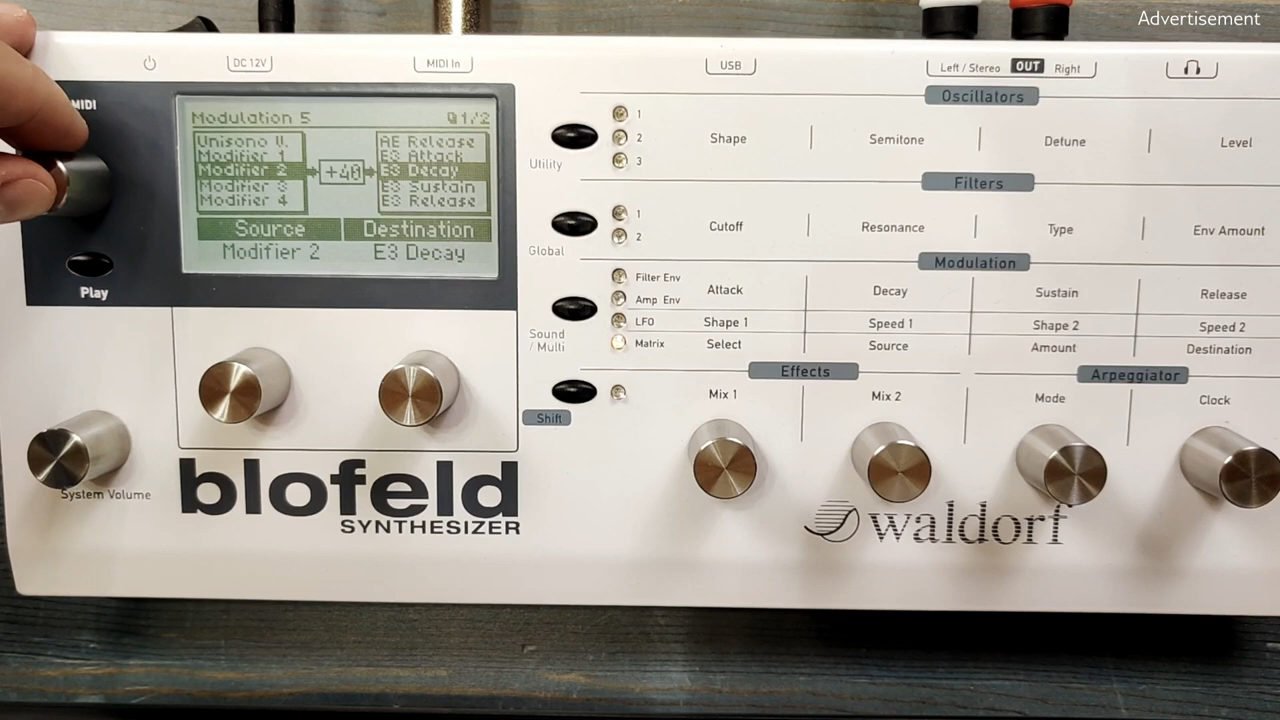 Advertisement
DC 12V
MIDI In
USB
Left / Stereo OUT Right
MIDI
Modulation 5 1/2
Unisono V. AE Release
Modifier 1 E3 Attack
Modifier 2 +40 E3 Decay
Modifier 3 E3 Sustain
Modifier 4 E3 Release
Source Destination
Modifier 2 E3 Decay
Play
System Volume
blofeld
SYNTHESIZER
Utility
Global
Sound
/ Multi
Shift
Oscillators
1
2 Shape Semitone Detune Level
3
Filters
1
Cutoff Resonance Type Env Amount
2
Modulation
Filter Env Attack Decay Sustain Release
Amp Env
LFO Shape 1 Speed 1 Shape 2 Speed 2
Matrix Select Source Amount Destination
Effects Arpeggiator
Mix 1 Mix 2 Mode Clock
waldorf